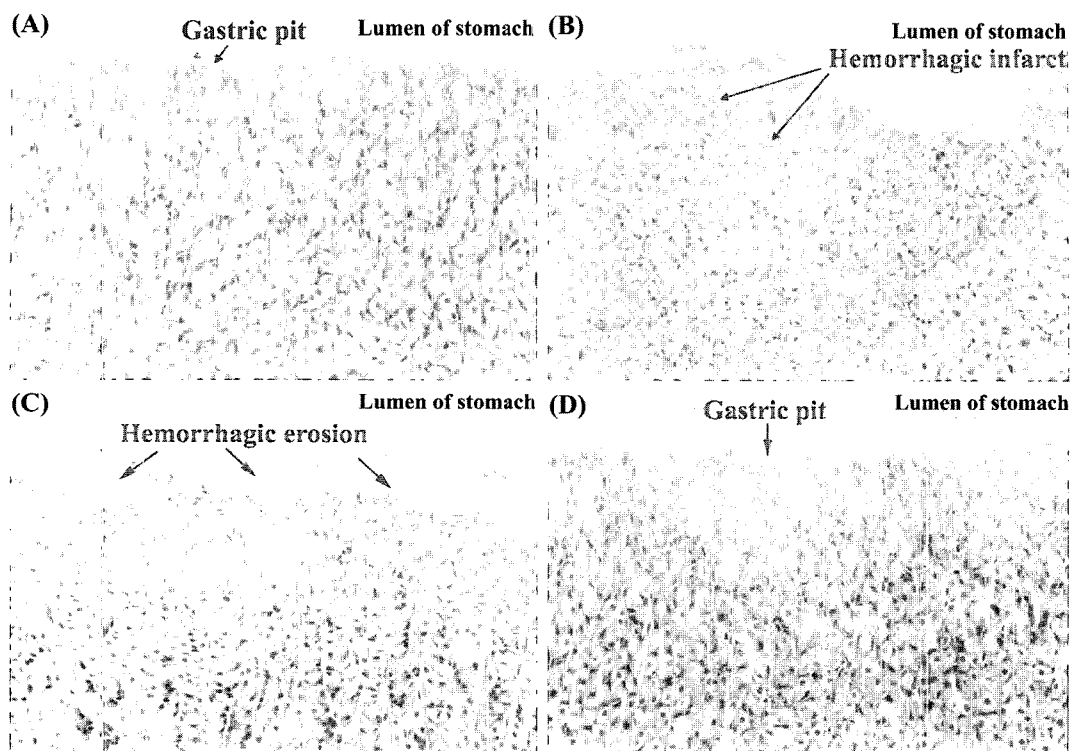 (A)
Gastric pit
Lumen of stomach
(B)
Lumen of stomach
Hemorrhagic infarct
(C)
Lumen of stomach
Hemorrhagic erosion
(D)
Gastric pit
Lumen of stomach